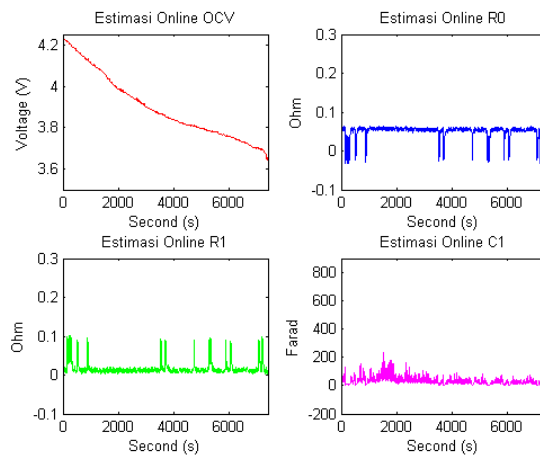 Estimasi Online OCV
Voltage (V)
4.2
4
3.8
3.6
0 2000 4000 6000
Second (s)
Estimasi Online R0
Ohm
0.3
0.2
0.1
0
-0.1
0 2000 4000 6000
Second (s)
Estimasi Online R1
Ohm
0.3
0.2
0.1
0
-0.1
0 2000 4000 6000
Second (s)
Estimasi Online C1
Farad
800
600
400
200
0
-200
0 2000 4000 6000
Second (s)